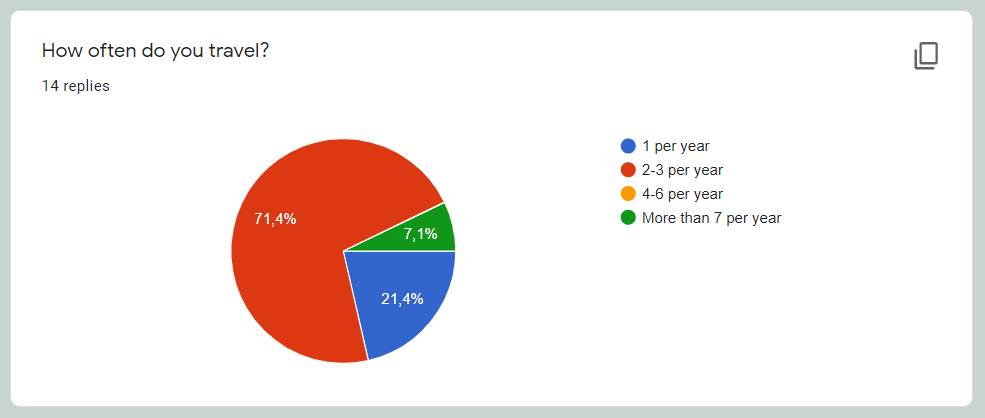 How often do you travel?
14 replies
1 per year
2-3 per year
4-6 per year
More than 7 per year
71,4%
7,1%
21,4%